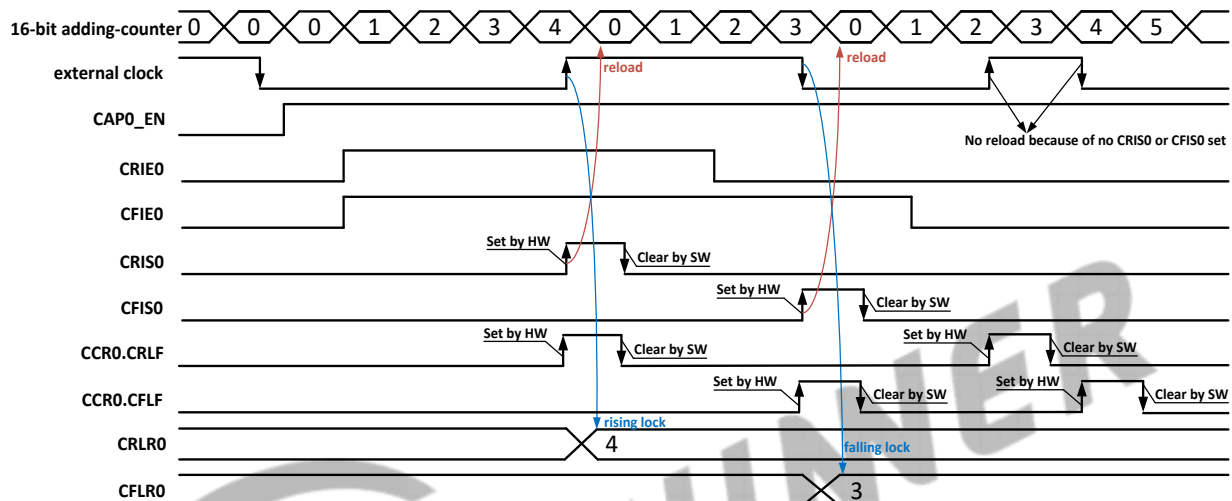 16-bit adding-counter 0 0 0 1 2 3 4 0 1 2 3 0 1 2 3 4 5
external clock
reload
reload
CAP0_EN
No reload because of no CRIS0 or CFIS0 set
CRIE0
CFIE0
CRIS0
Set by HW
Clear by SW
CFIS0
Set by HW
Clear by SW
CCR0.CRLF
Set by HW
Clear by SW
Set by HW
Clear by SW
CCR0.CFLF
Set by HW
Clear by SW
Set by HW
Clear by SW
CRLR0
rising lock
4
falling lock
CFLR0
3